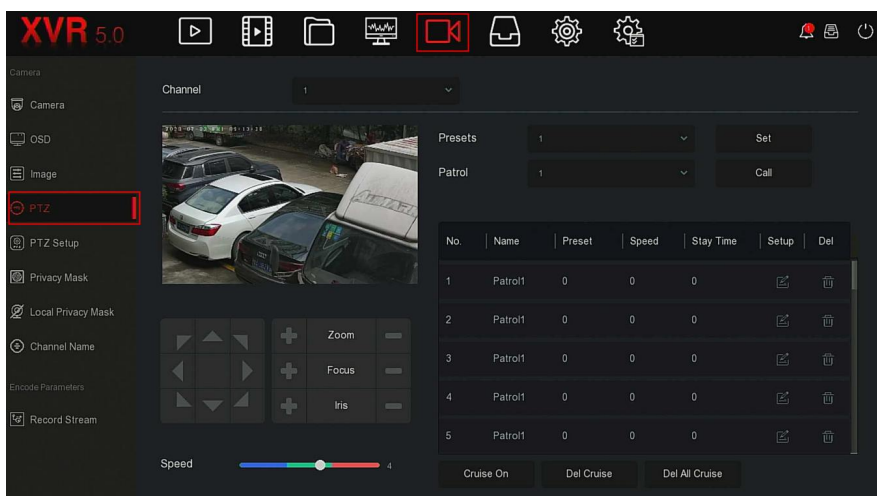 XVR 5.0
Camera
Camera
OSD
Image
PTZ
PTZ Setup
Privacy Mask
Local Privacy Mask
Channel Name
Encode Parameters
Record Stream
Channel 1
Presets 1 Set
Patrol 1 Call
No. Name Preset Speed Stay Time Setup Del
1 Patrol1 0 0 0
2 Patrol1 0 0 0
3 Patrol1 0 0 0
4 Patrol1 0 0 0
5 Patrol1 0 0 0
Zoom
Focus
Iris
Speed 4
Cruise On Del Cruise Del All Cruise